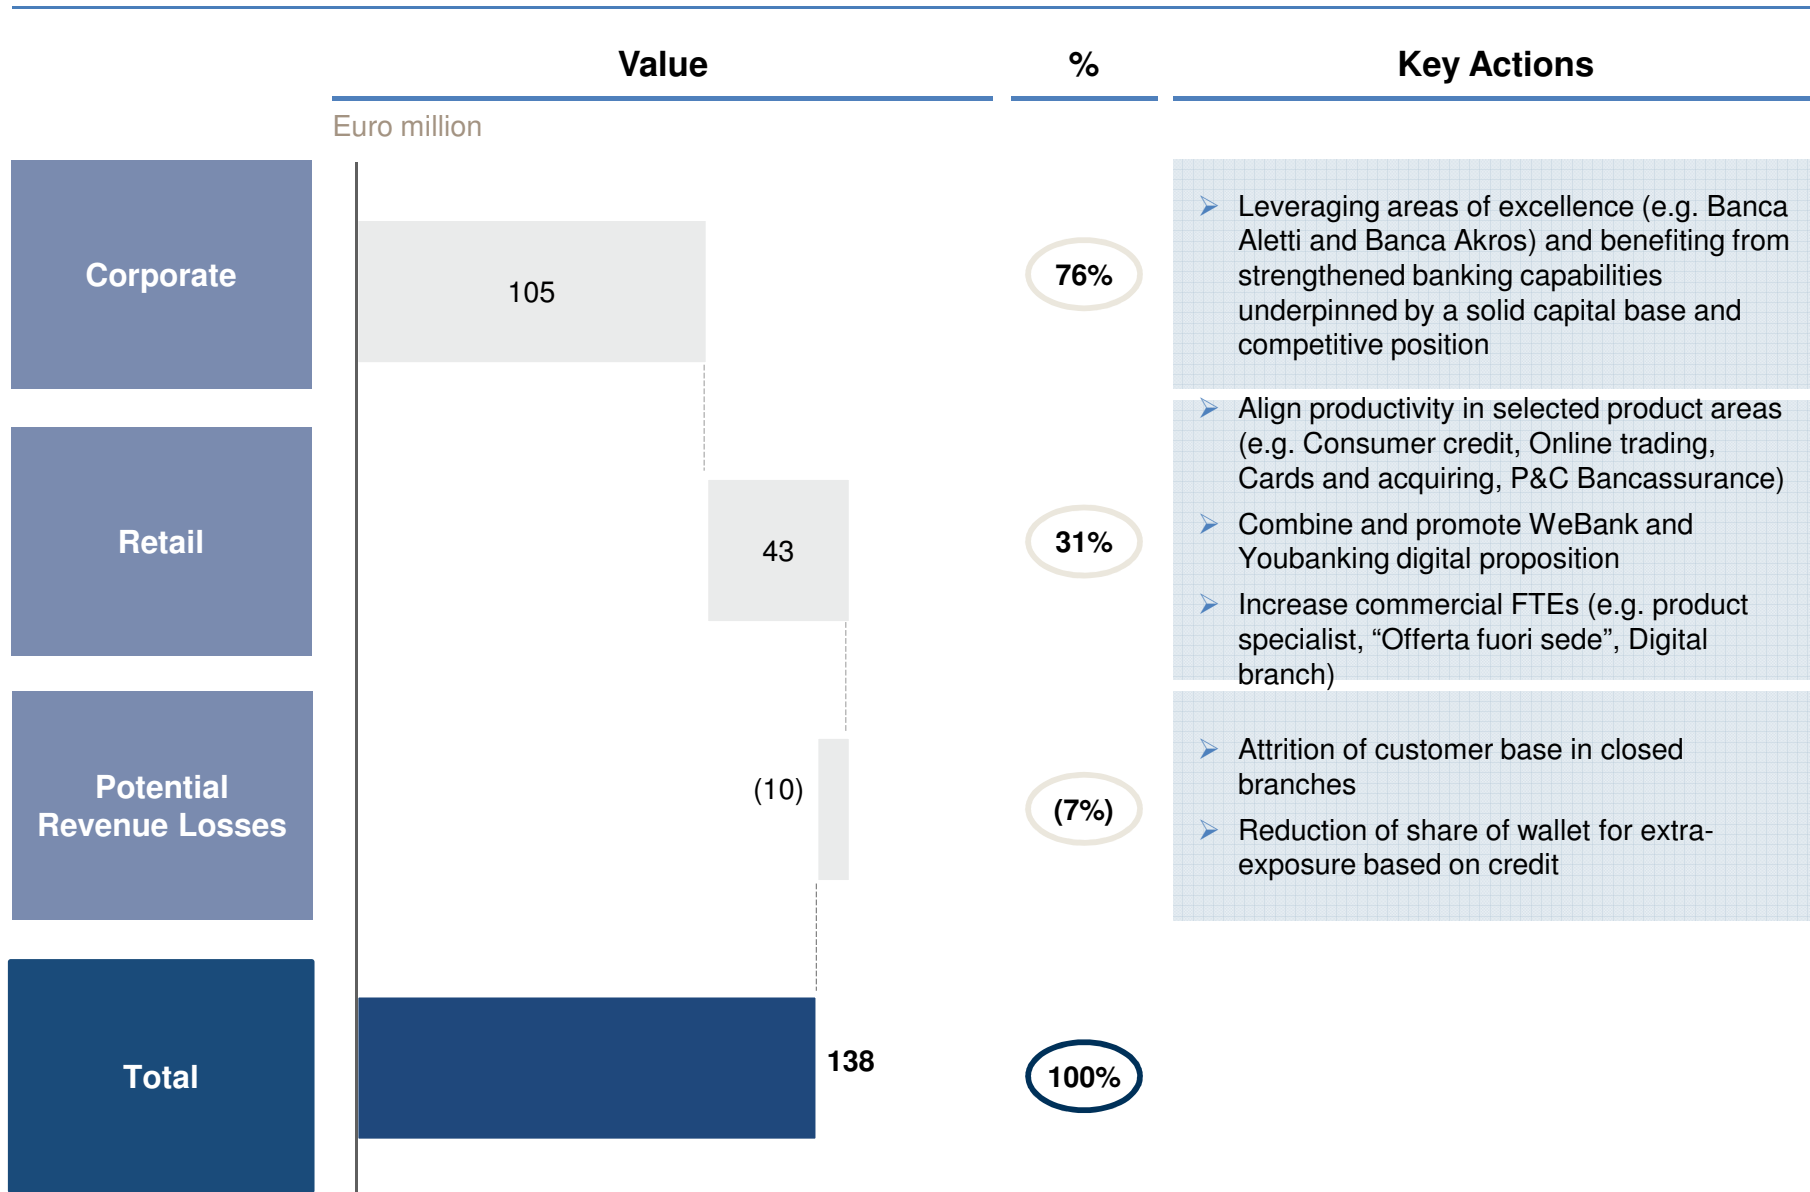 Value
%
Key Actions
Euro million
Corporate
105
76%
➢ Leveraging areas of excellence (e.g. Banca
Aletti and Banca Akros) and benefiting from
strengthened banking capabilities
underpinned by a solid capital base and
competitive position
Retail
43
31%
➢ Align productivity in selected product areas
(e.g. Consumer credit, Online trading,
Cards and acquiring, P&C Bancassurance)
➢ Combine and promote WeBank and
Youbanking digital proposition
➢ Increase commercial FTEs (e.g. product
specialist, “Offerta fuori sede”, Digital
branch)
Potential
Revenue Losses
(10)
(7%)
➢ Attrition of customer base in closed
branches
➢ Reduction of share of wallet for extra-
exposure based on credit
Total
138
100%